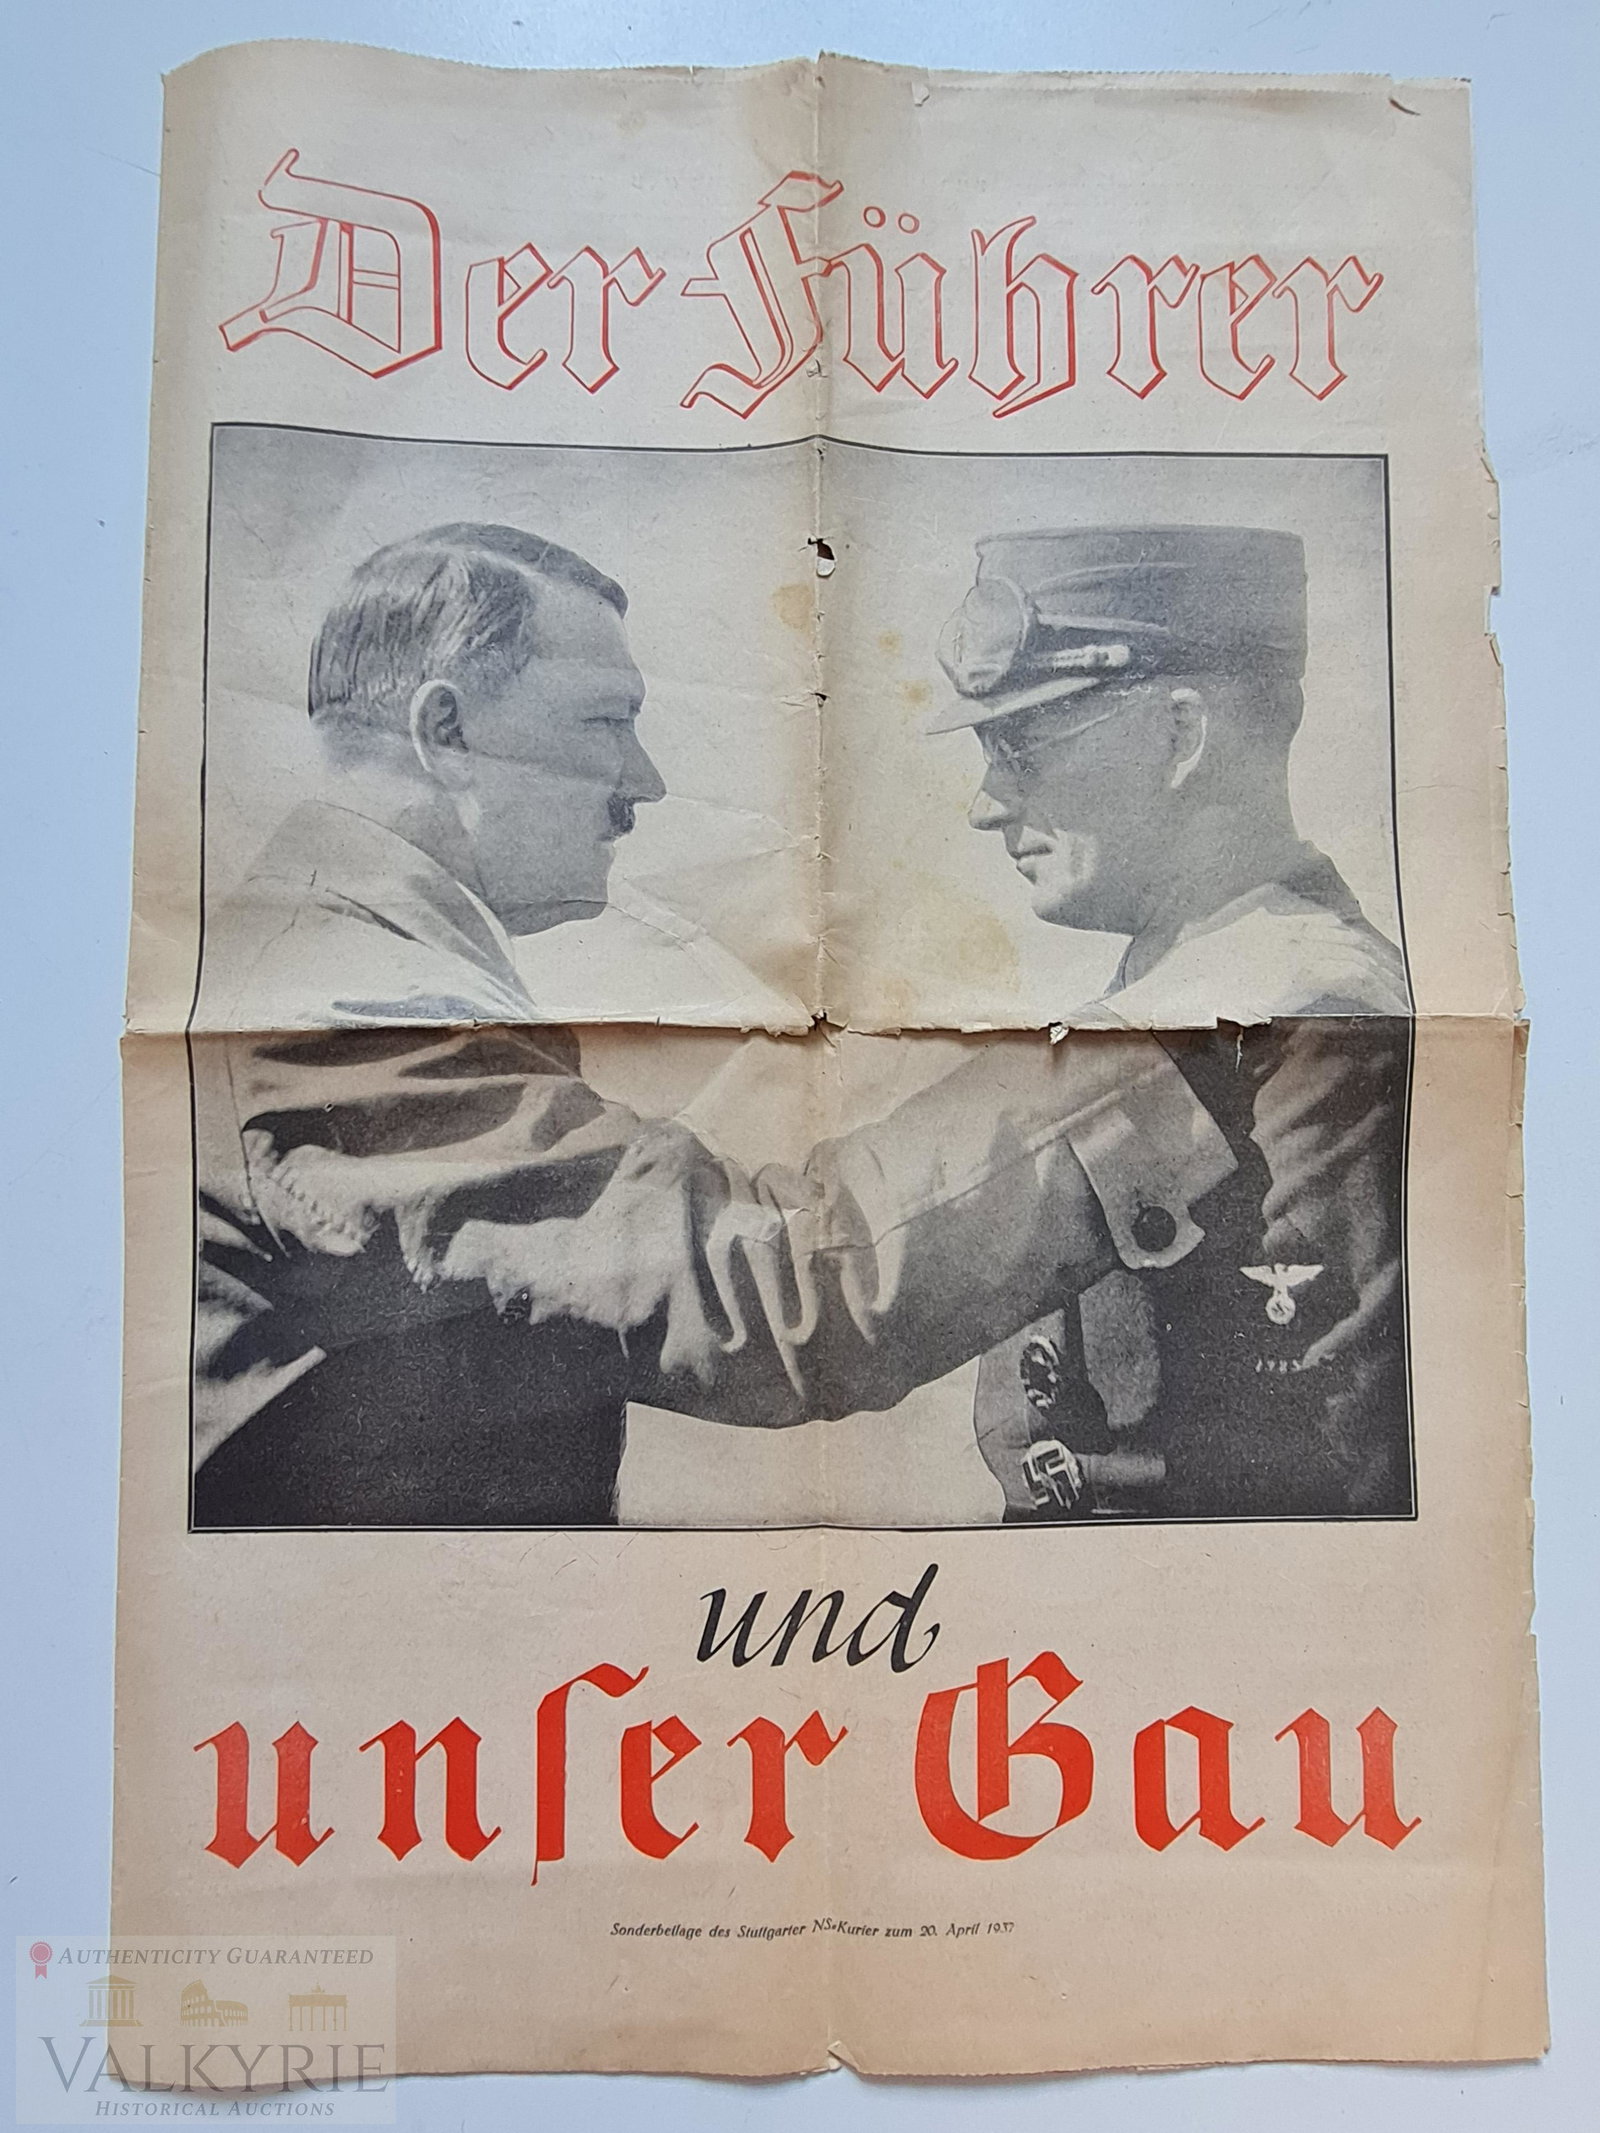 Der Führer
1985
und
unſer Gau
Sonderbeilage des Stuttgarter NS-Kurier zum 20. April 1937
AUTHENTICITY GUARANTEED
VALKYRIE
HISTORICAL AUCTIONS